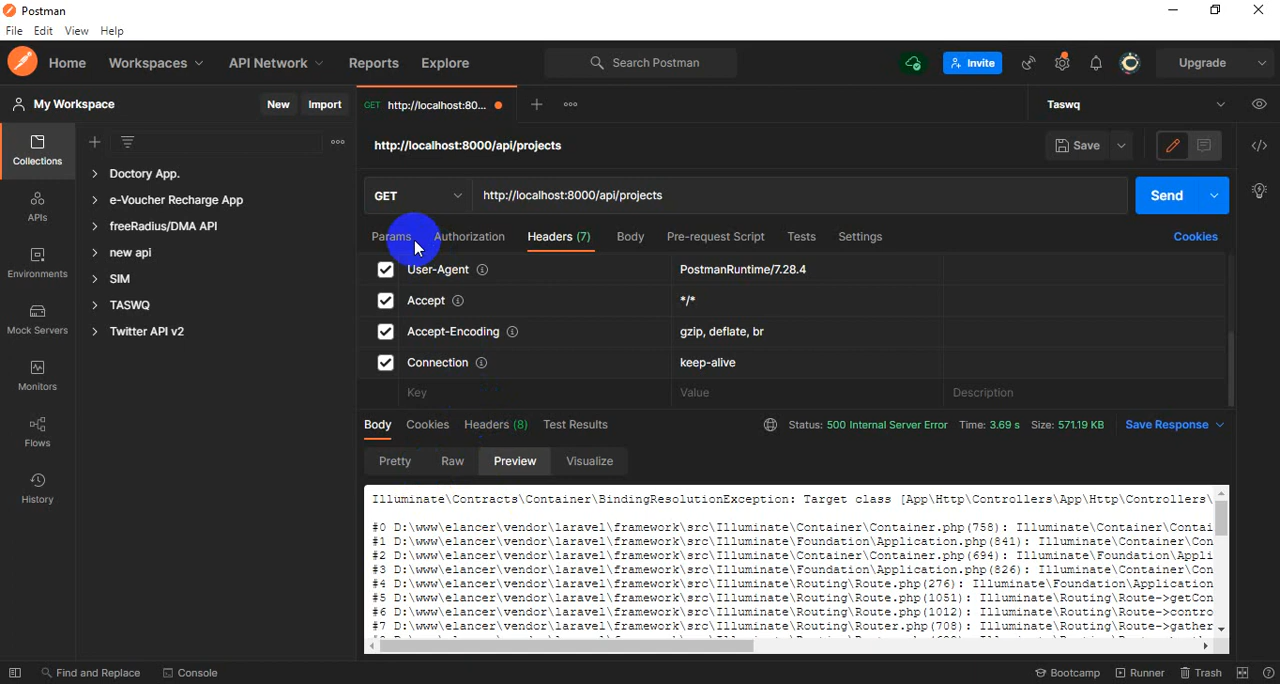 Postman
File Edit View Help
Home Workspaces API Network Reports Explore Search Postman Invite Upgrade
My Workspace New Import GET http://localhost:80... Taswq
Collections
APIs
Environments
Mock Servers
Monitors
Flows
History
Doctory App.
e-Voucher Recharge App
freeRadius/DMA API
new api
SIM
TASWQ
Twitter API v2
http://localhost:8000/api/projects Save
GET http://localhost:8000/api/projects Send
Params Authorization Headers (7) Body Pre-request Script Tests Settings Cookies
User-Agent PostmanRuntime/7.28.4
Accept */*
Accept-Encoding gzip, deflate, br
Connection keep-alive
Key Value Description
Body Cookies Headers (8) Test Results Status: 500 Internal Server Error Time: 3.69 s Size: 571.19 KB Save Response
Pretty Raw Preview Visualize
Illuminate\Contracts\Container\BindingResolutionException: Target class [App\Http\Controllers\App\Http\Controllers\
#0 D:\www\elancer\vendor\laravel\framework\src\Illuminate\Container\Container.php(758): Illuminate\Container\Contai
#1 D:\www\elancer\vendor\laravel\framework\src\Illuminate\Foundation\Application.php(841): Illuminate\Container\Con
#2 D:\www\elancer\vendor\laravel\framework\src\Illuminate\Container\Container.php(694): Illuminate\Foundation\Appli
#3 D:\www\elancer\vendor\laravel\framework\src\Illuminate\Foundation\Application.php(826): Illuminate\Container\Con
#4 D:\www\elancer\vendor\laravel\framework\src\Illuminate\Routing\Route.php(276): Illuminate\Foundation\Application
#5 D:\www\elancer\vendor\laravel\framework\src\Illuminate\Routing\Route.php(1051): Illuminate\Routing\Route->getCon
#6 D:\www\elancer\vendor\laravel\framework\src\Illuminate\Routing\Route.php(1012): Illuminate\Routing\Route->contro
#7 D:\www\elancer\vendor\laravel\framework\src\Illuminate\Routing\Router.php(708): Illuminate\Routing\Route->gather
Find and Replace Console Bootcamp Runner Trash